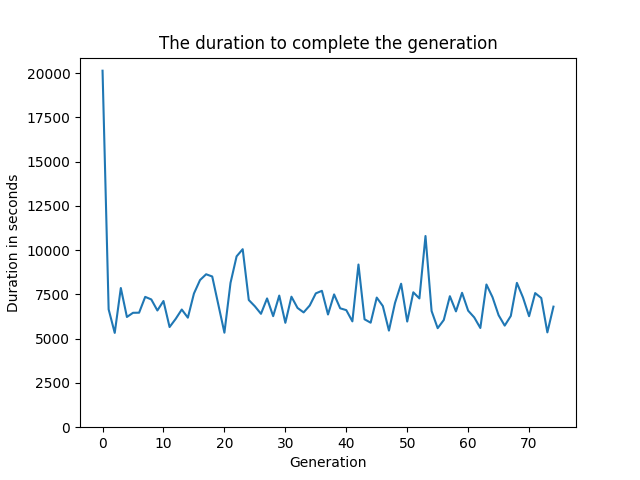 The duration to complete the generation
20000
17500
15000
12500
10000
7500
5000
2500
0
Duration in seconds
0 10 20 30 40 50 60 70
Generation